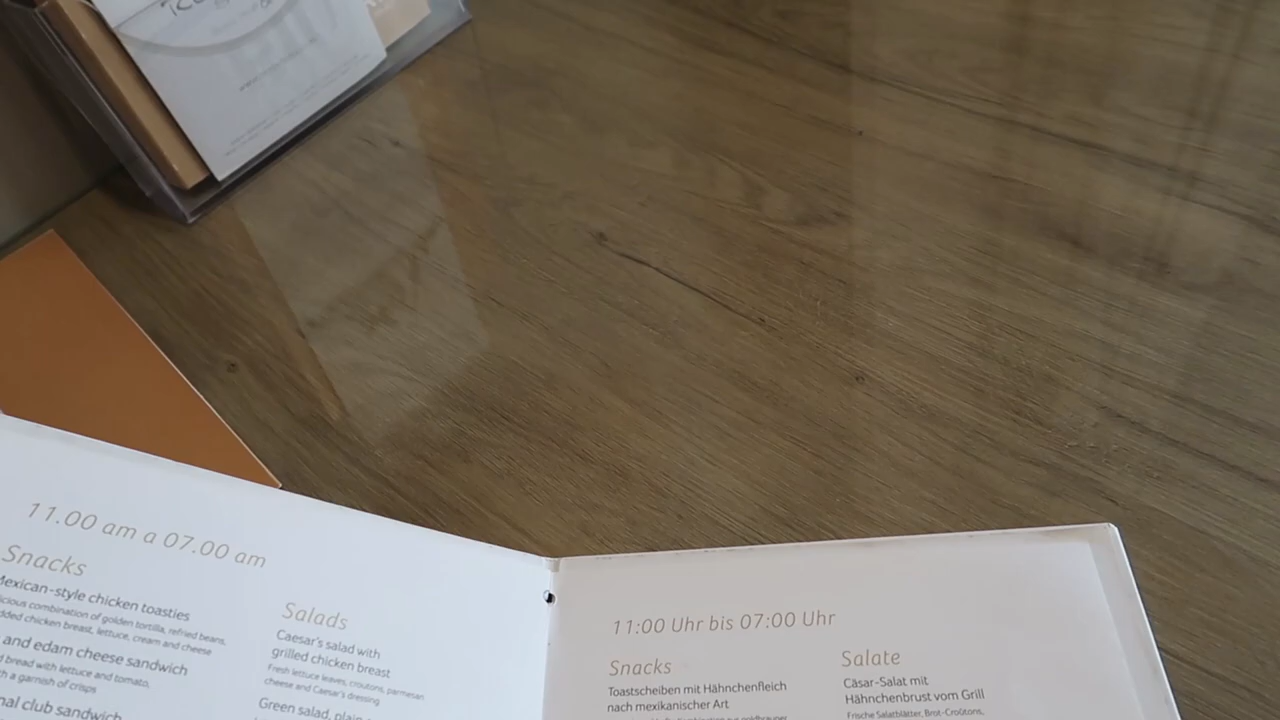 11.00 am a 07.00 am
Snacks
Mexican-style chicken toasties
combination of golden tortilla, refried beans,
chicken breast, lettuce, cream and cheese
and edam cheese sandwich
bread with lettuce and tomato,
a garnish of crisps
club sandwich
Salads
Caesar's salad with
grilled chicken breast
Fresh lettuce leaves, croutons, parmesan
cheese and Caesar's dressing
Green salad, plain
11:00 Uhr bis 07:00 Uhr
Snacks
Toastscheiben mit Hähnchenfleich
nach mexikanischer Art
Salate
Cäsar-Salat mit
Hähnchenbrust vom Grill
Frische Salatblätter, Brot-Croûtons,